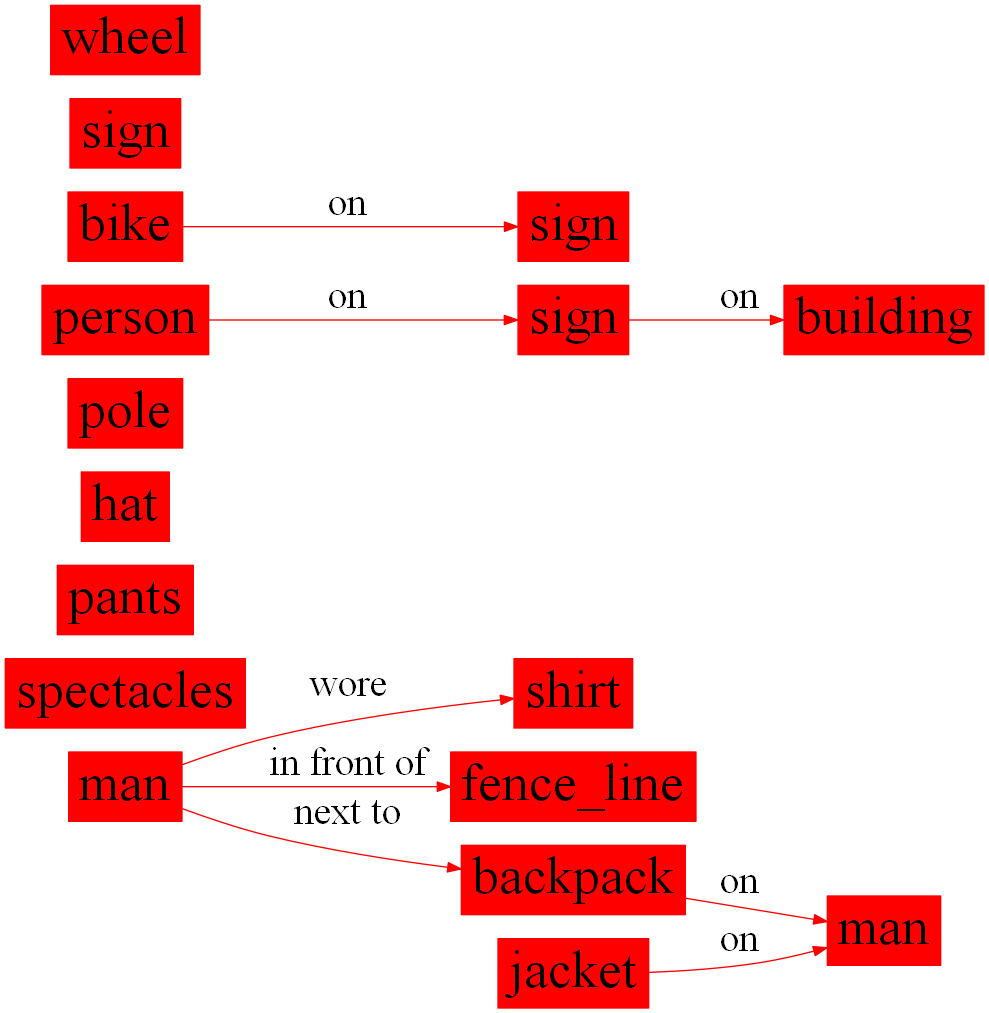 wheel
sign
bike on sign
person on sign on building
pole
hat
pants
spectacles
wore shirt
man in front of fence_line
next to
backpack on man
jacket on